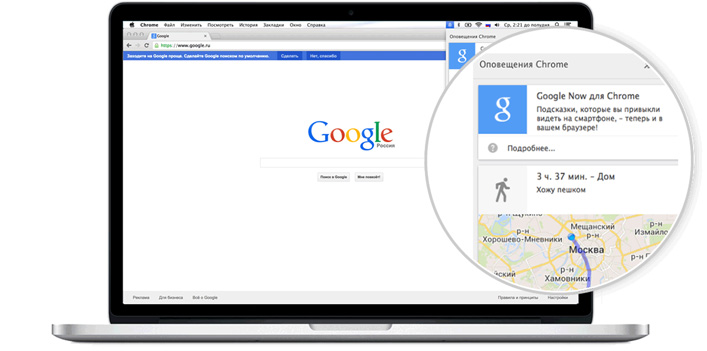 Chrome Файл Изменить Посмотреть История Закладки Окно Справка
Ср, 2:21 до полудня
Google
https://www.google.ru
Заходите на Google проще. Сделайте Google поиском по умолчанию. Сделать Нет, спасибо
Оповещения Chrome
Google
Россия
Поиск в Google Мне повезёт!
Реклама Для бизнеса Всё о Google
Правила и принципы Настройки
Оповещения Chrome
g
Google Now для Chrome
Подсказки, которые вы привыкли
видеть на смартфоне, – теперь и в
вашем браузере!
Подробнее...
3 ч. 37 мин. – Дом
Хожу пешком
р-н Щукино
р-н
Мещанский
р-н
р-н
Измайло
Хорошево-Мневники
Москва
йский
р-н
Хамовники